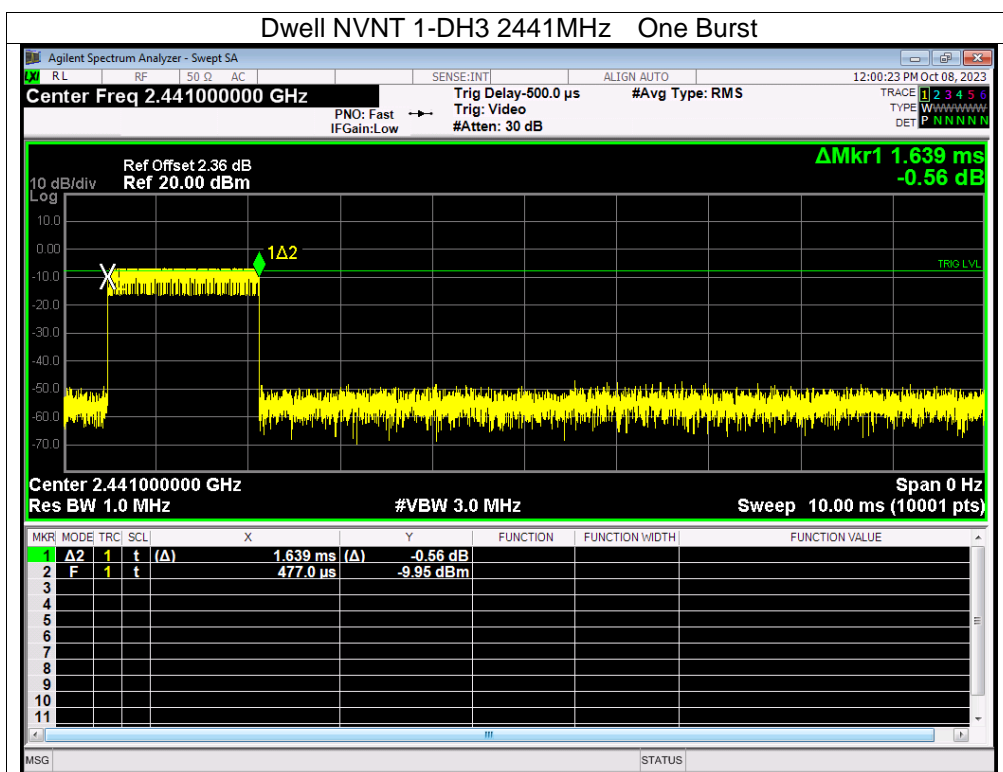 Dwell NVNT 1-DH3 2441MHz One Burst
Agilent Spectrum Analyzer - Swept SA
LXI RL RF 50 Ω AC SENSE:INT ALIGN AUTO 12:00:23 PM Oct 08, 2023
Center Freq 2.441000000 GHz Trig Delay-500.0 µs #Avg Type: RMS TRACE 1 2 3 4 5 6
PNO: Fast Trig: Video TYPE WWWWWW
IFGain:Low #Atten: 30 dB DET P N N N N N
ΔMkr1 1.639 ms
-0.56 dB
Ref Offset 2.36 dB
10 dB/div Ref 20.00 dBm
Log
10.0
0.00
1Δ2
TRIG LVL
-10.0
-20.0
-30.0
-40.0
-50.0
-60.0
-70.0
Center 2.441000000 GHz Span 0 Hz
Res BW 1.0 MHz #VBW 3.0 MHz Sweep 10.00 ms (10001 pts)
MKR MODE TRC SCL X Y FUNCTION FUNCTION WIDTH FUNCTION VALUE
1 Δ2 1 t (Δ) 1.639 ms (Δ) -0.56 dB
2 F 1 t 477.0 µs -9.95 dBm
3
4
5
6
7
8
9
10
11
MSG STATUS